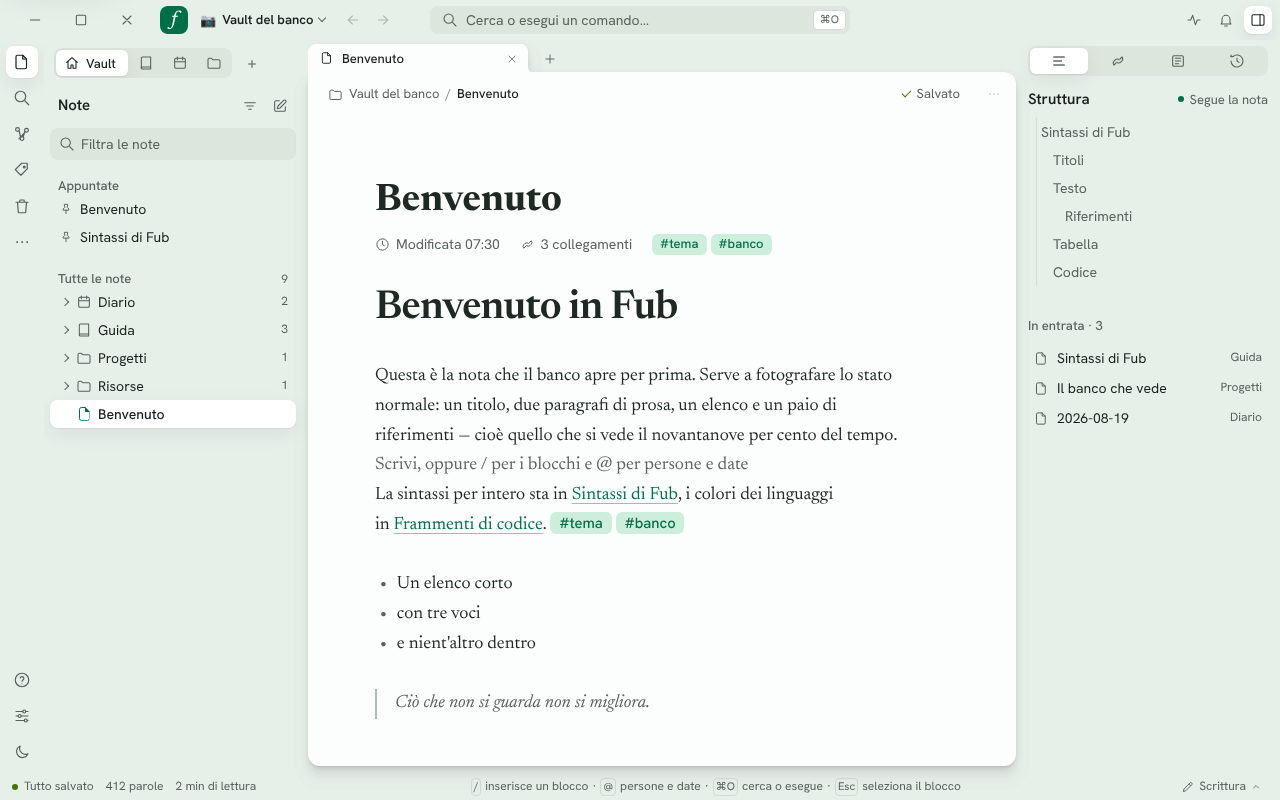 f
Vault del banco
Cerca o esegui un comando…
⌘O
Vault
Note
Filtra le note
Appuntate
Benvenuto
Sintassi di Fub
Tutte le note 9
Diario 2
Guida 3
Progetti 1
Risorse 1
Benvenuto
Benvenuto
Vault del banco / Benvenuto
Salvato
Benvenuto
Modificata 07:30 3 collegamenti #tema #banco
Benvenuto in Fub
Questa è la nota che il banco apre per prima. Serve a fotografare lo stato
normale: un titolo, due paragrafi di prosa, un elenco e un paio di
riferimenti — cioè quello che si vede il novantanove per cento del tempo.
Scrivi, oppure / per i blocchi e @ per persone e date
La sintassi per intero sta in Sintassi di Fub, i colori dei linguaggi
in Frammenti di codice. #tema #banco
• Un elenco corto
• con tre voci
• e nient'altro dentro
Ciò che non si guarda non si migliora.
Struttura
Segue la nota
Sintassi di Fub
Titoli
Testo
Riferimenti
Tabella
Codice
In entrata · 3
Sintassi di Fub Guida
Il banco che vede Progetti
2026-08-19 Diario
Tutto salvato 412 parole 2 min di lettura
/ inserisce un blocco · @ persone e date · ⌘O cerca o esegue · Esc seleziona il blocco
Scrittura